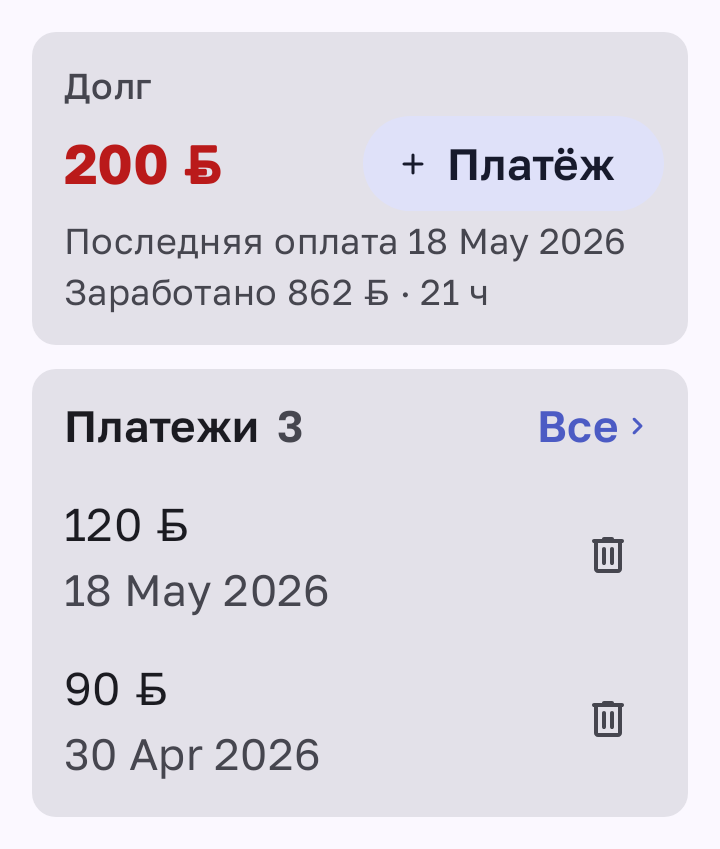 Долг
200 Ƃ
+ Платёж
Последняя оплата 18 May 2026
Заработано 862 Ƃ · 21 ч
Платежи 3
Все ›
120 Ƃ
18 May 2026
90 Ƃ
30 Apr 2026